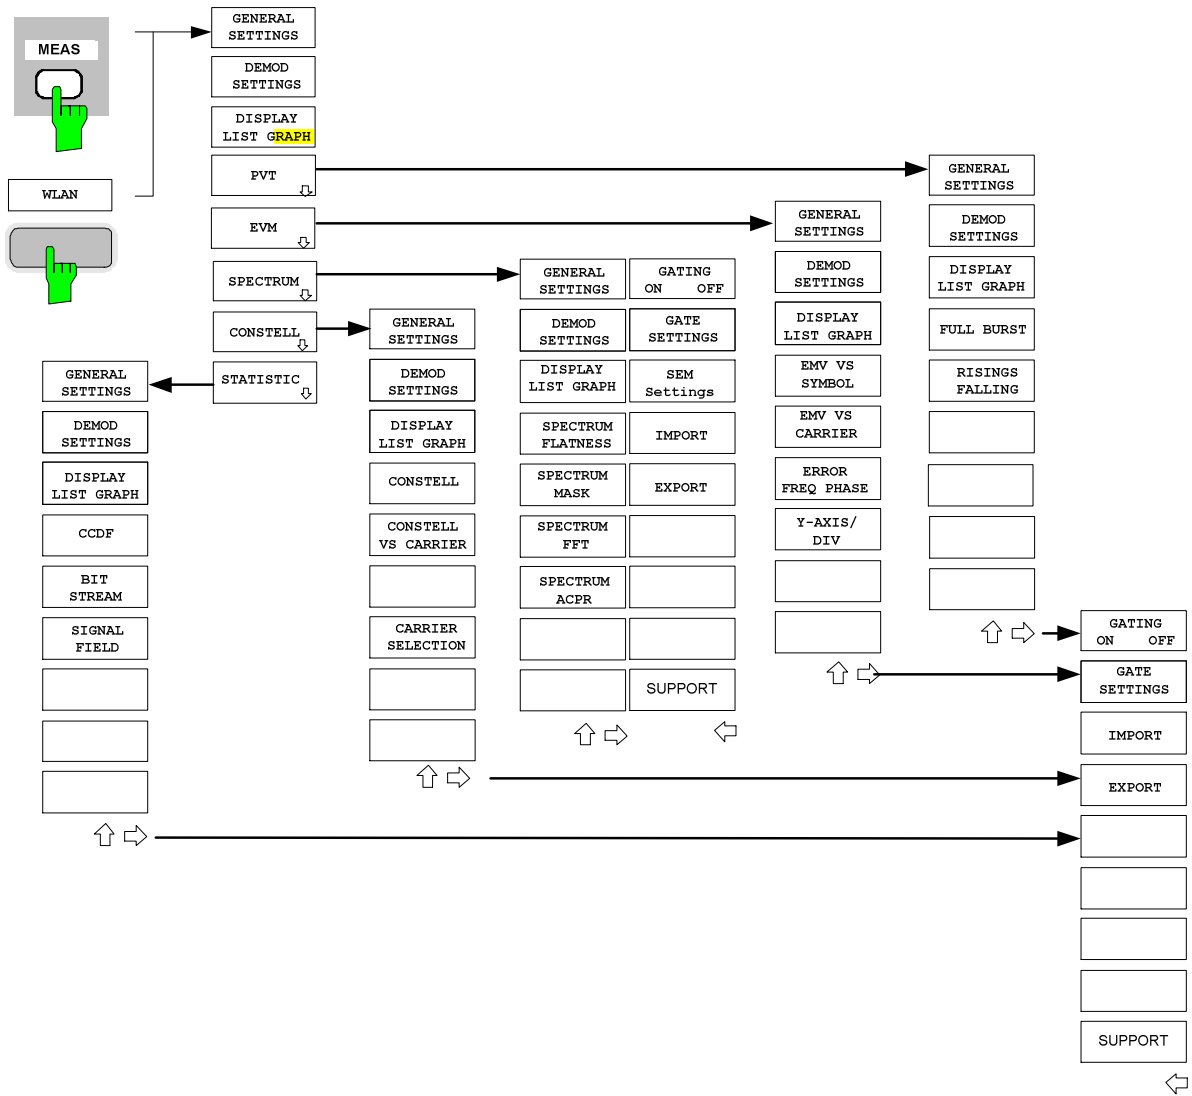 MEAS
WLAN
GENERAL
SETTINGS
DEMOD
SETTINGS
DISPLAY
LIST GRAPH
PVT
EVM
SPECTRUM
CONSTELL
STATISTIC
GENERAL
SETTINGS
DEMOD
SETTINGS
DISPLAY
LIST GRAPH
CCDF
BIT
STREAM
SIGNAL
FIELD
GENERAL
SETTINGS
DEMOD
SETTINGS
DISPLAY
LIST GRAPH
CONSTELL
CONSTELL
VS CARRIER
CARRIER
SELECTION
GENERAL
SETTINGS
DEMOD
SETTINGS
DISPLAY
LIST GRAPH
SPECTRUM
FLATNESS
SPECTRUM
MASK
SPECTRUM
FFT
SPECTRUM
ACPR
GATING
ON OFF
GATE
SETTINGS
SEM
Settings
IMPORT
EXPORT
SUPPORT
GENERAL
SETTINGS
DEMOD
SETTINGS
DISPLAY
LIST GRAPH
EMV VS
SYMBOL
EMV VS
CARRIER
ERROR
FREQ PHASE
Y-AXIS/
DIV
GENERAL
SETTINGS
DEMOD
SETTINGS
DISPLAY
LIST GRAPH
FULL BURST
RISINGS
FALLING
GATING
ON OFF
GATE
SETTINGS
IMPORT
EXPORT
SUPPORT